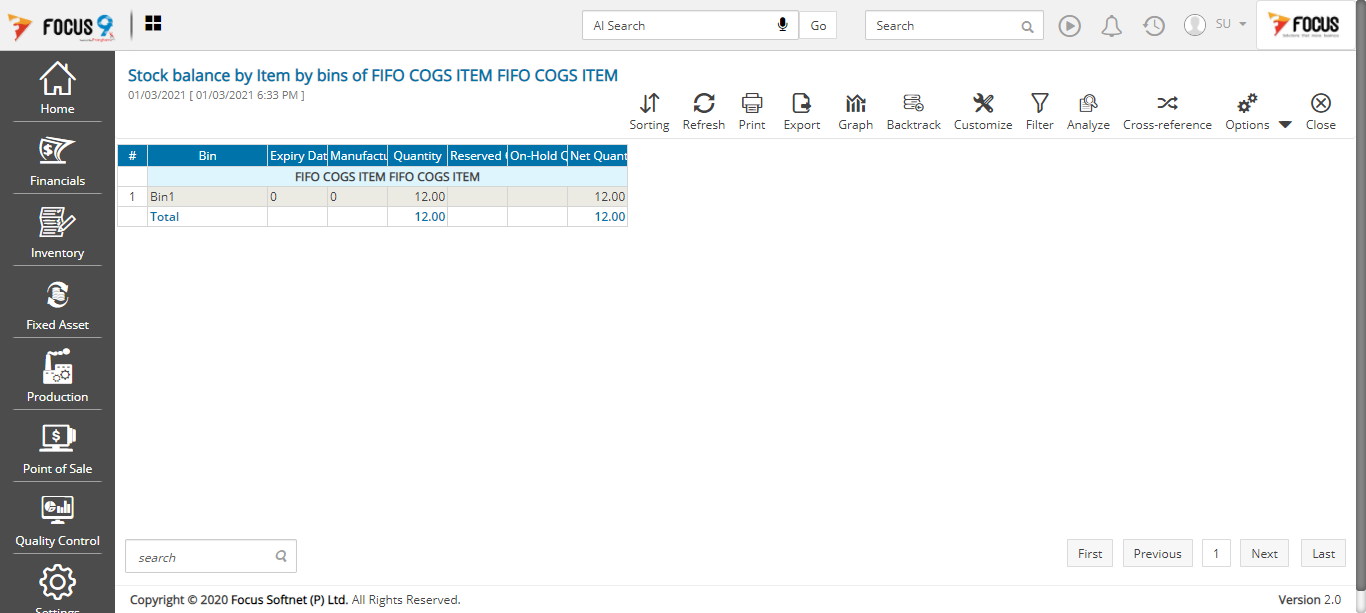 FOCUS 9
AI Search
Go
Search
SU
FOCUS
Home
Financials
Inventory
Fixed Asset
Production
Point of Sale
Quality Control
Settings
Stock balance by Item by bins of FIFO COGS ITEM FIFO COGS ITEM
01/03/2021 [ 01/03/2021 6:33 PM ]
Sorting Refresh Print Export Graph Backtrack Customize Filter Analyze Cross-reference Options Close
# Bin Expiry Dat Manufactu Quantity Reserved On-Hold Net Quant
FIFO COGS ITEM FIFO COGS ITEM
1 Bin1 0 0 12.00 12.00
Total 12.00 12.00
search
First Previous 1 Next Last
Copyright © 2020 Focus Softnet (P) Ltd. All Rights Reserved.
Version 2.0